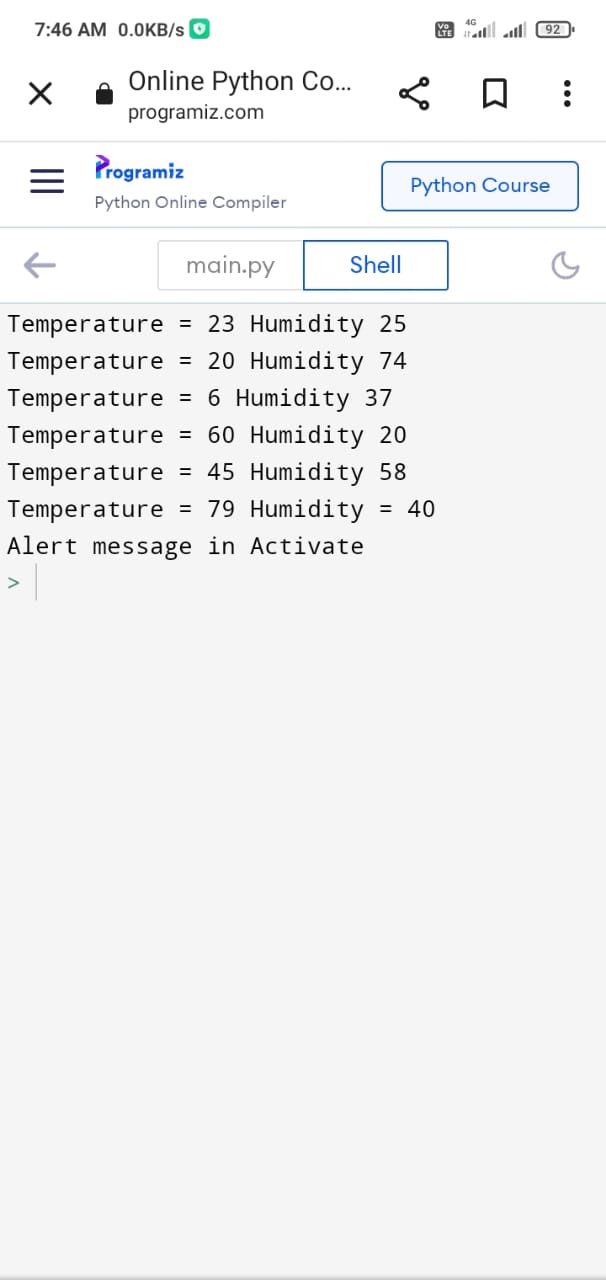 7:46 AM 0.0KB/s
Vo LTE 4G 92
Online Python Co...
programiz.com
Programiz
Python Online Compiler
Python Course
main.py Shell
Temperature = 23 Humidity 25
Temperature = 20 Humidity 74
Temperature = 6 Humidity 37
Temperature = 60 Humidity 20
Temperature = 45 Humidity 58
Temperature = 79 Humidity = 40
Alert message in Activate
>